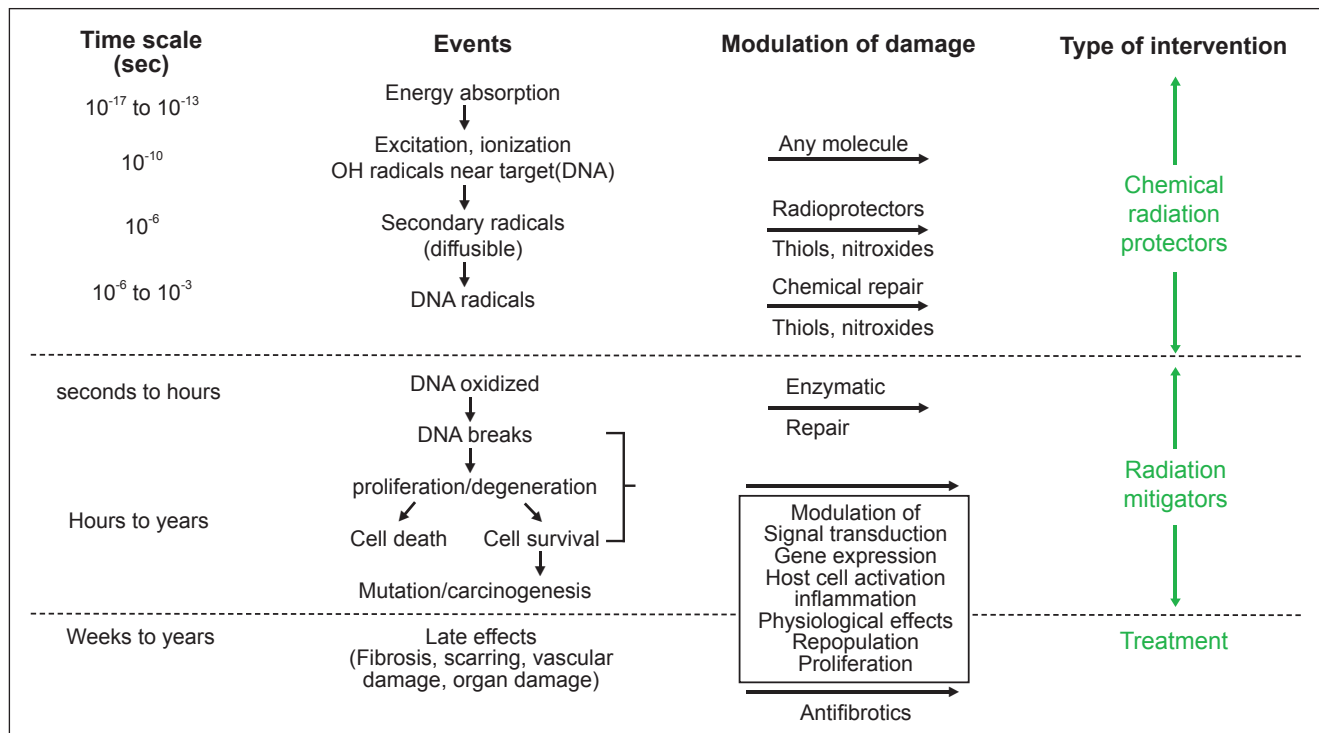 Time scale
(sec)
Events
Modulation of damage
Type of intervention
10⁻¹⁷ to 10⁻¹³
Energy absorption
10⁻¹⁰
Excitation, ionization
OH radicals near target(DNA)
Any molecule
10⁻⁶
Secondary radicals
(diffusible)
Radioprotectors
Thiols, nitroxides
Chemical
radiation
protectors
10⁻⁶ to 10⁻³
DNA radicals
Chemical repair
Thiols, nitroxides
seconds to hours
DNA oxidized
Enzymatic
Repair
DNA breaks
proliferation/degeneration
Radiation
mitigators
Hours to years
Cell death
Cell survival
Mutation/carcinogenesis
Modulation of
Signal transduction
Gene expression
Host cell activation
inflammation
Physiological effects
Repopulation
Proliferation
Weeks to years
Late effects
(Fibrosis, scarring, vascular
damage, organ damage)
Antifibrotics
Treatment